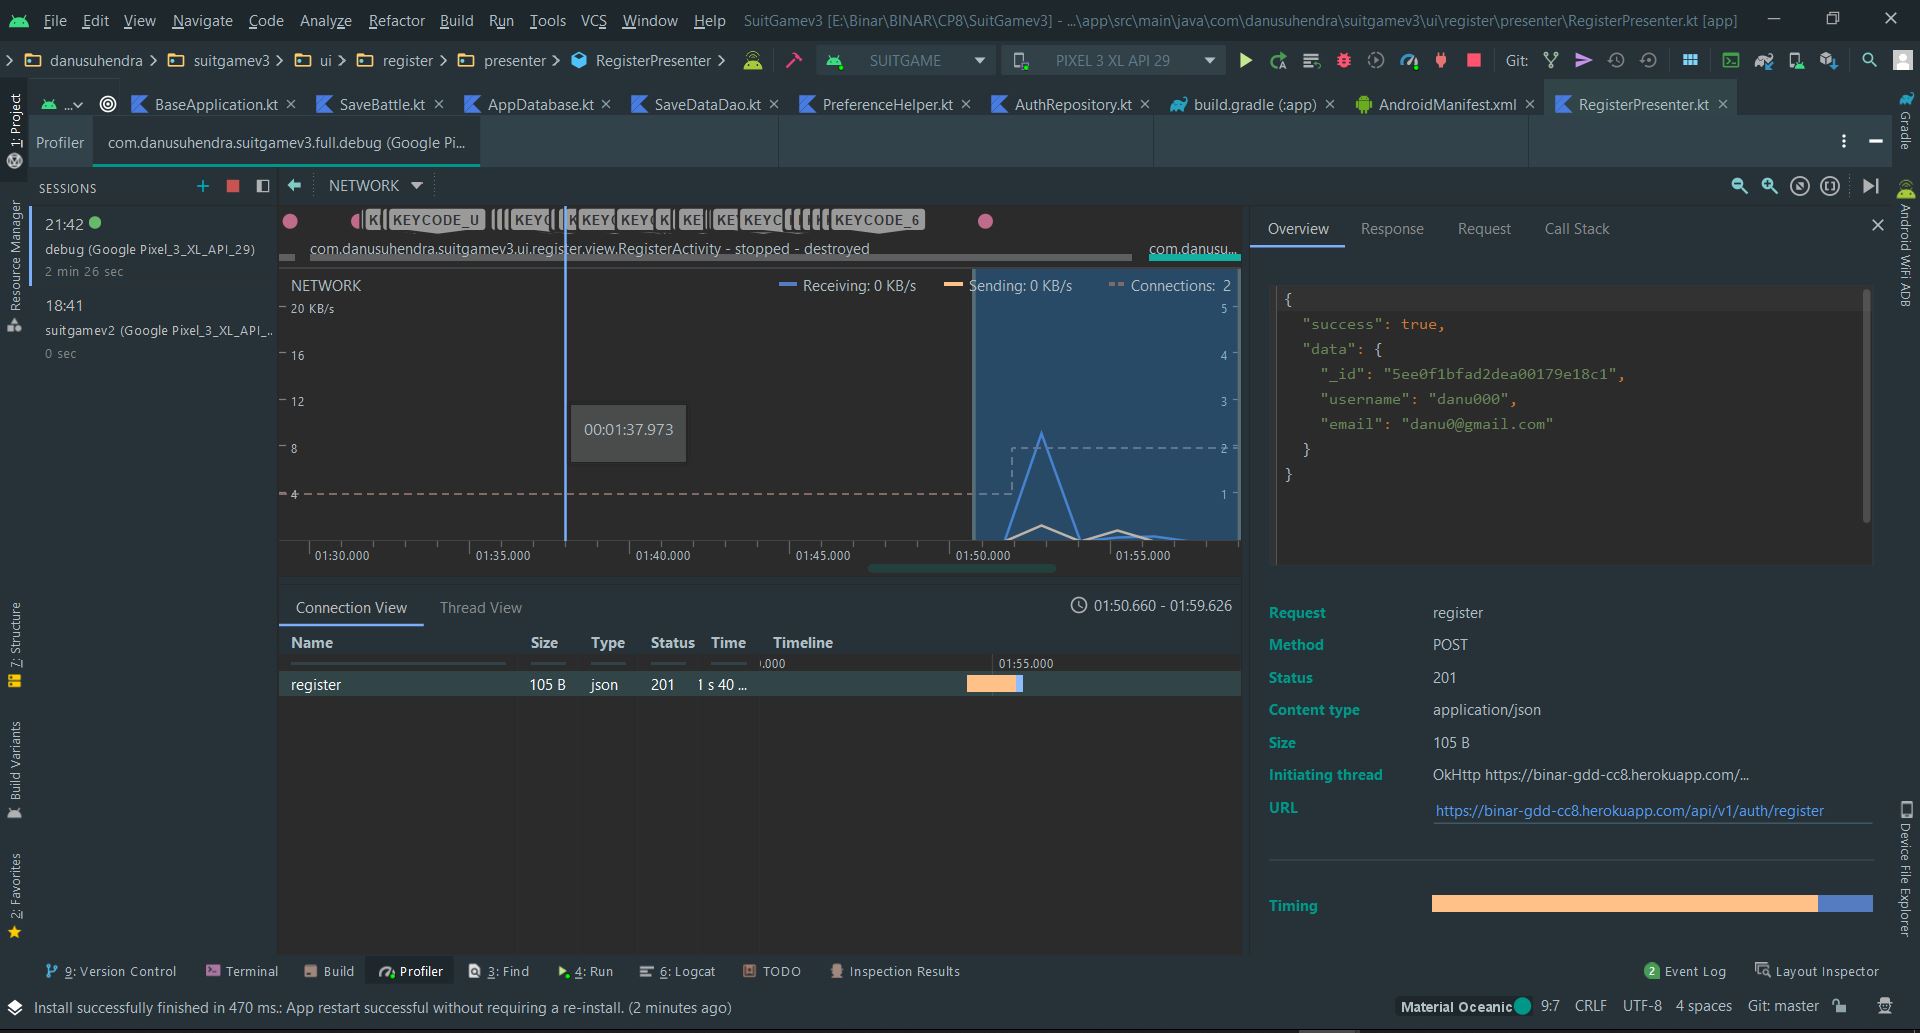 File Edit View Navigate Code Analyze Refactor Build Run Tools VCS Window Help SuitGamev3 [E:\Binar\BINAR\CP8\SuitGamev3] - ...\app\src\main\java\com\danusuhendra\suitgamev3\ui\register\presenter\RegisterPresenter.kt [app]
danusuhendra suitgamev3 ui register presenter RegisterPresenter SUITGAME PIXEL 3 XL API 29 Git:
... BaseApplication.kt SaveBattle.kt AppDatabase.kt SaveDataDao.kt PreferenceHelper.kt AuthRepository.kt build.gradle (:app) AndroidManifest.xml RegisterPresenter.kt
Profiler com.danusuhendra.suitgamev3.full.debug (Google Pi...
SESSIONS
NETWORK
21:42
debug (Google Pixel_3_XL_API_29)
2 min 26 sec
18:41
suitgamev2 (Google Pixel_3_XL_API_..
0 sec
KEYCODE_U KEYCODE_6
com.danusuhendra.suitgamev3.ui.register.view.RegisterActivity - stopped - destroyed
com.danusu...
NETWORK
Receiving: 0 KB/s Sending: 0 KB/s Connections: 2
20 KB/s 5
16 4
12 3
8 2
4 1
00:01:37.973
01:30.000 01:35.000 01:40.000 01:45.000 01:50.000 01:55.000
Connection View Thread View 01:50.660 - 01:59.626
Name Size Type Status Time Timeline
.000 01:55.000
register 105 B json 201 1 s 40 ...
Overview Response Request Call Stack
{
"success": true,
"data": {
"_id": "5ee0f1bfad2dea00179e18c1",
"username": "danu000",
"email": "danu0@gmail.com"
}
}
Request register
Method POST
Status 201
Content type application/json
Size 105 B
Initiating thread OkHttp https://binar-gdd-cc8.herokuapp.com/...
URL https://binar-gdd-cc8.herokuapp.com/api/v1/auth/register
Timing
1: Project
Resource Manager
7: Structure
Build Variants
2: Favorites
Gradle
Android WiFi ADB
Device File Explorer
9: Version Control Terminal Build Profiler 3: Find 4: Run 6: Logcat TODO Inspection Results 2 Event Log Layout Inspector
Install successfully finished in 470 ms.: App restart successful without requiring a re-install. (2 minutes ago) Material Oceanic 9:7 CRLF UTF-8 4 spaces Git: master